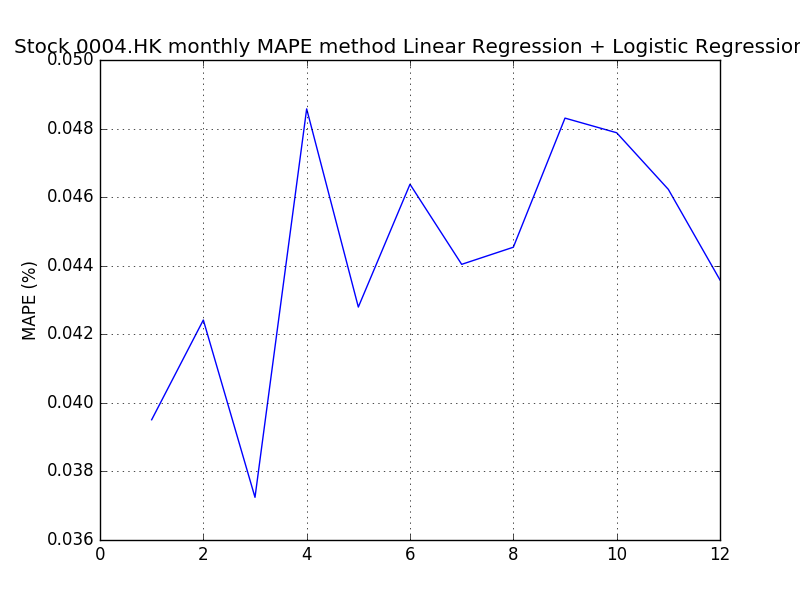 Stock 0004.HK monthly MAPE method Linear Regression + Logistic Regression
0.050
0.048
0.046
0.044
0.042
0.040
0.038
0.036
MAPE (%)
0 2 4 6 8 10 12